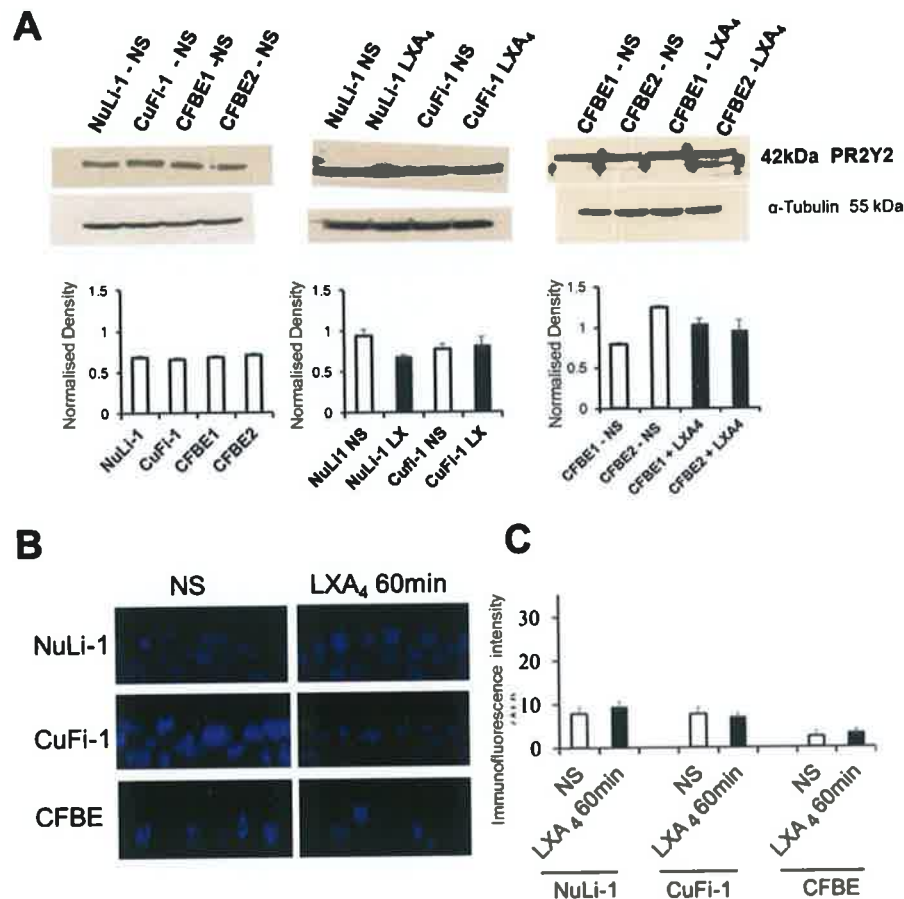 A
NuLi-1 - NS
CuFi-1 - NS
CFBE1 -NS
CFBE2 - NS
NuLi-1 NS
NuLi-1 LXA4
CuFi-1 NS
CuFi-1 LXA4
CFBE1 - NS
CFBE2 - NS
CFBE1 - LXA4
CFBE2 -LXA4
42kDa PR2Y2
α-Tubulin 55 kDa
Normalised Density
1.5
1
0.5
0
NuLi-1
CuFi-1
CFBE1
CFBE2
Normalised Density
1.5
1
0.5
0
NuLi1 NS
NuLi-1 LX
Cufi-1 NS
CuFi-1 LX
Normalised Density
1.5
1
0.5
0
CFBE1 - NS
CFBE2 - NS
CFBE1 + LXA4
CFBE2 + LXA4
B
NS
LXA4 60min
NuLi-1
CuFi-1
CFBE
C
Immunofluorescence intensity
30
20
10
0
NS
LXA4 60min
NS
LXA4 60min
NS
LXA4 60min
NuLi-1
CuFi-1
CFBE